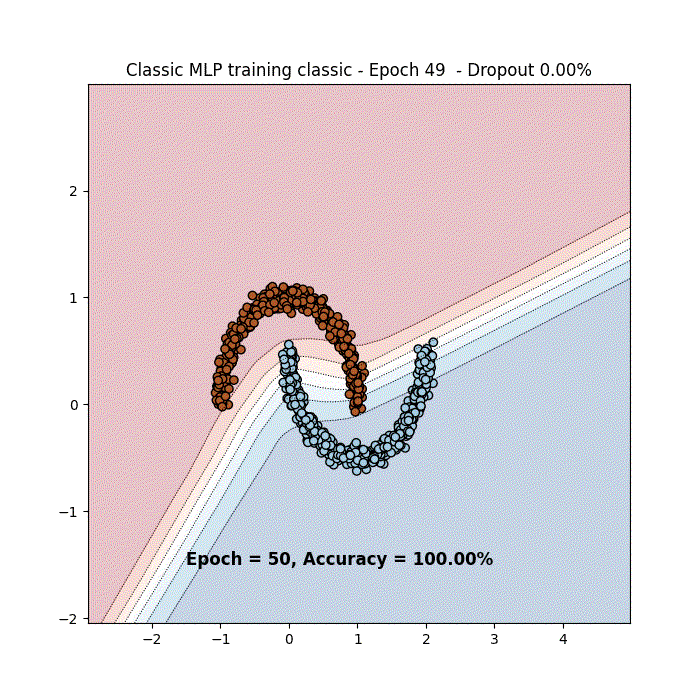 Classic MLP training classic - Epoch 49 - Dropout 0.00%
2
1
0
−1
−2
Epoch = 50, Accuracy = 100.00%
−2 −1 0 1 2 3 4